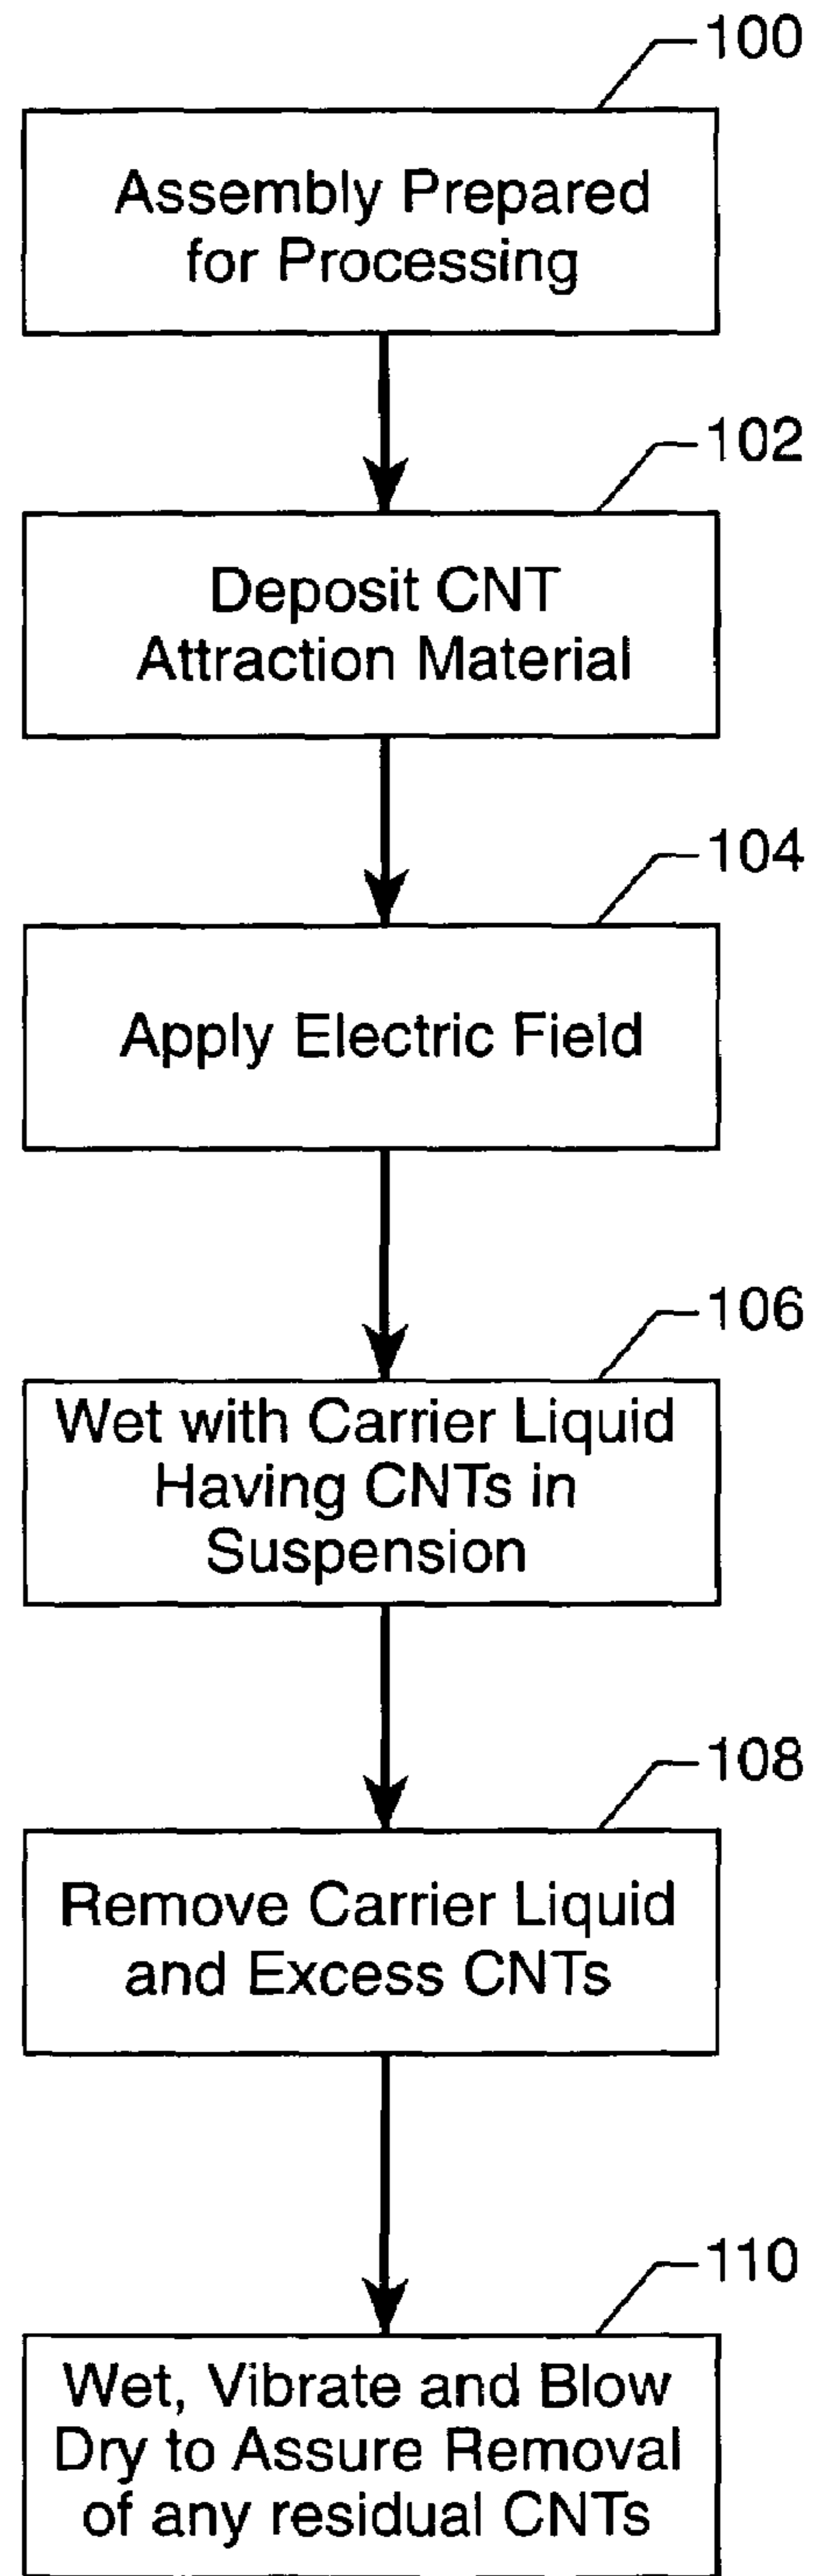 100
Assembly Prepared
for Processing
102
Deposit CNT
Attraction Material
104
Apply Electric Field
106
Wet with Carrier Liquid
Having CNTs in
Suspension
108
Remove Carrier Liquid
and Excess CNTs
110
Wet, Vibrate and Blow
Dry to Assure Removal
of any residual CNTs